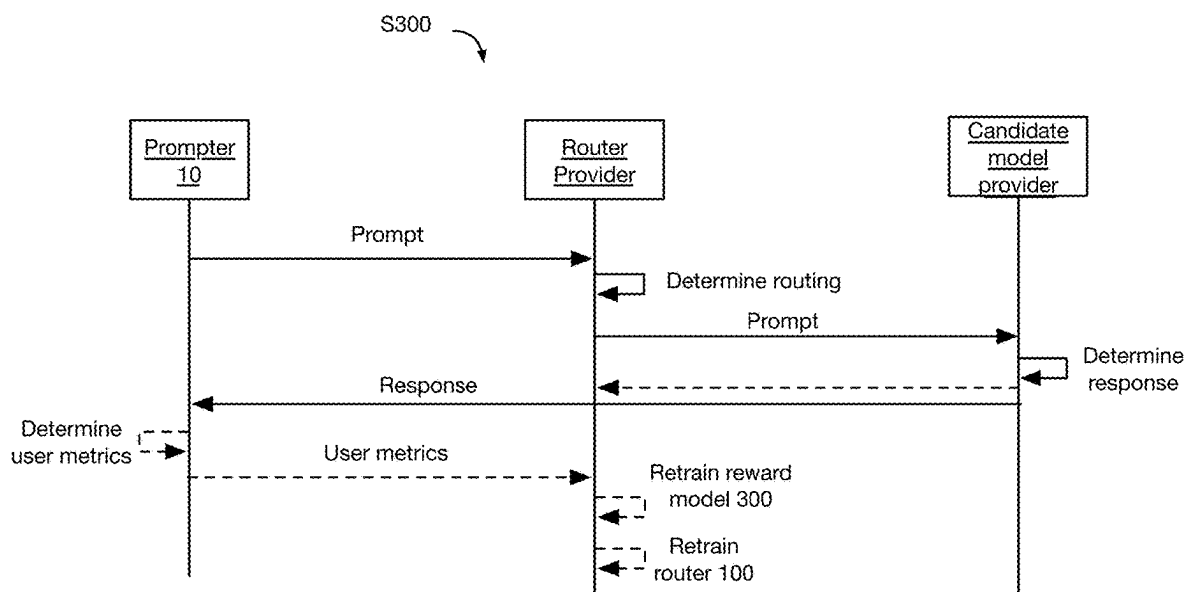 S300
Prompter
10
Router
Provider
Candidate
model
provider
Prompt
Determine routing
Prompt
Determine
response
Response
Determine
user metrics
User metrics
Retrain reward
model 300
Retrain
router 100